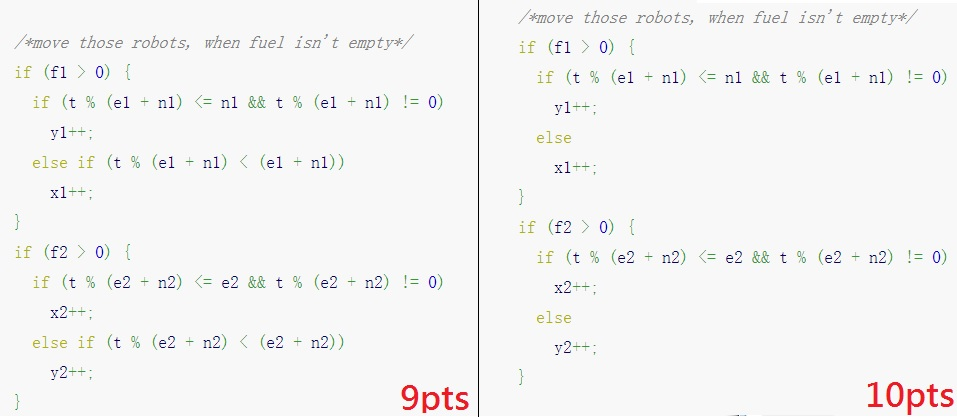 /*move those robots, when fuel isn't empty*/
if (f1 > 0) {
if (t % (e1 + n1) <= n1 && t % (e1 + n1) != 0)
y1++;
else if (t % (e1 + n1) < (e1 + n1))
x1++;
}
if (f2 > 0) {
if (t % (e2 + n2) <= e2 && t % (e2 + n2) != 0)
x2++;
else if (t % (e2 + n2) < (e2 + n2))
y2++;
}
9pts
/*move those robots, when fuel isn't empty*/
if (f1 > 0) {
if (t % (e1 + n1) <= n1 && t % (e1 + n1) != 0)
y1++;
else
x1++;
}
if (f2 > 0) {
if (t % (e2 + n2) <= e2 && t % (e2 + n2) != 0)
x2++;
else
y2++;
}
10pts